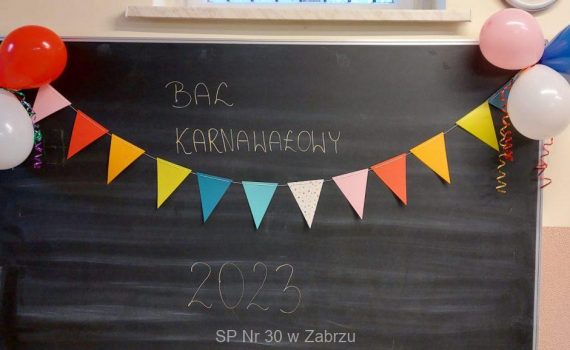 BAL
KARNAWAŁOWY
2023
SP Nr 30 w Zabrzu